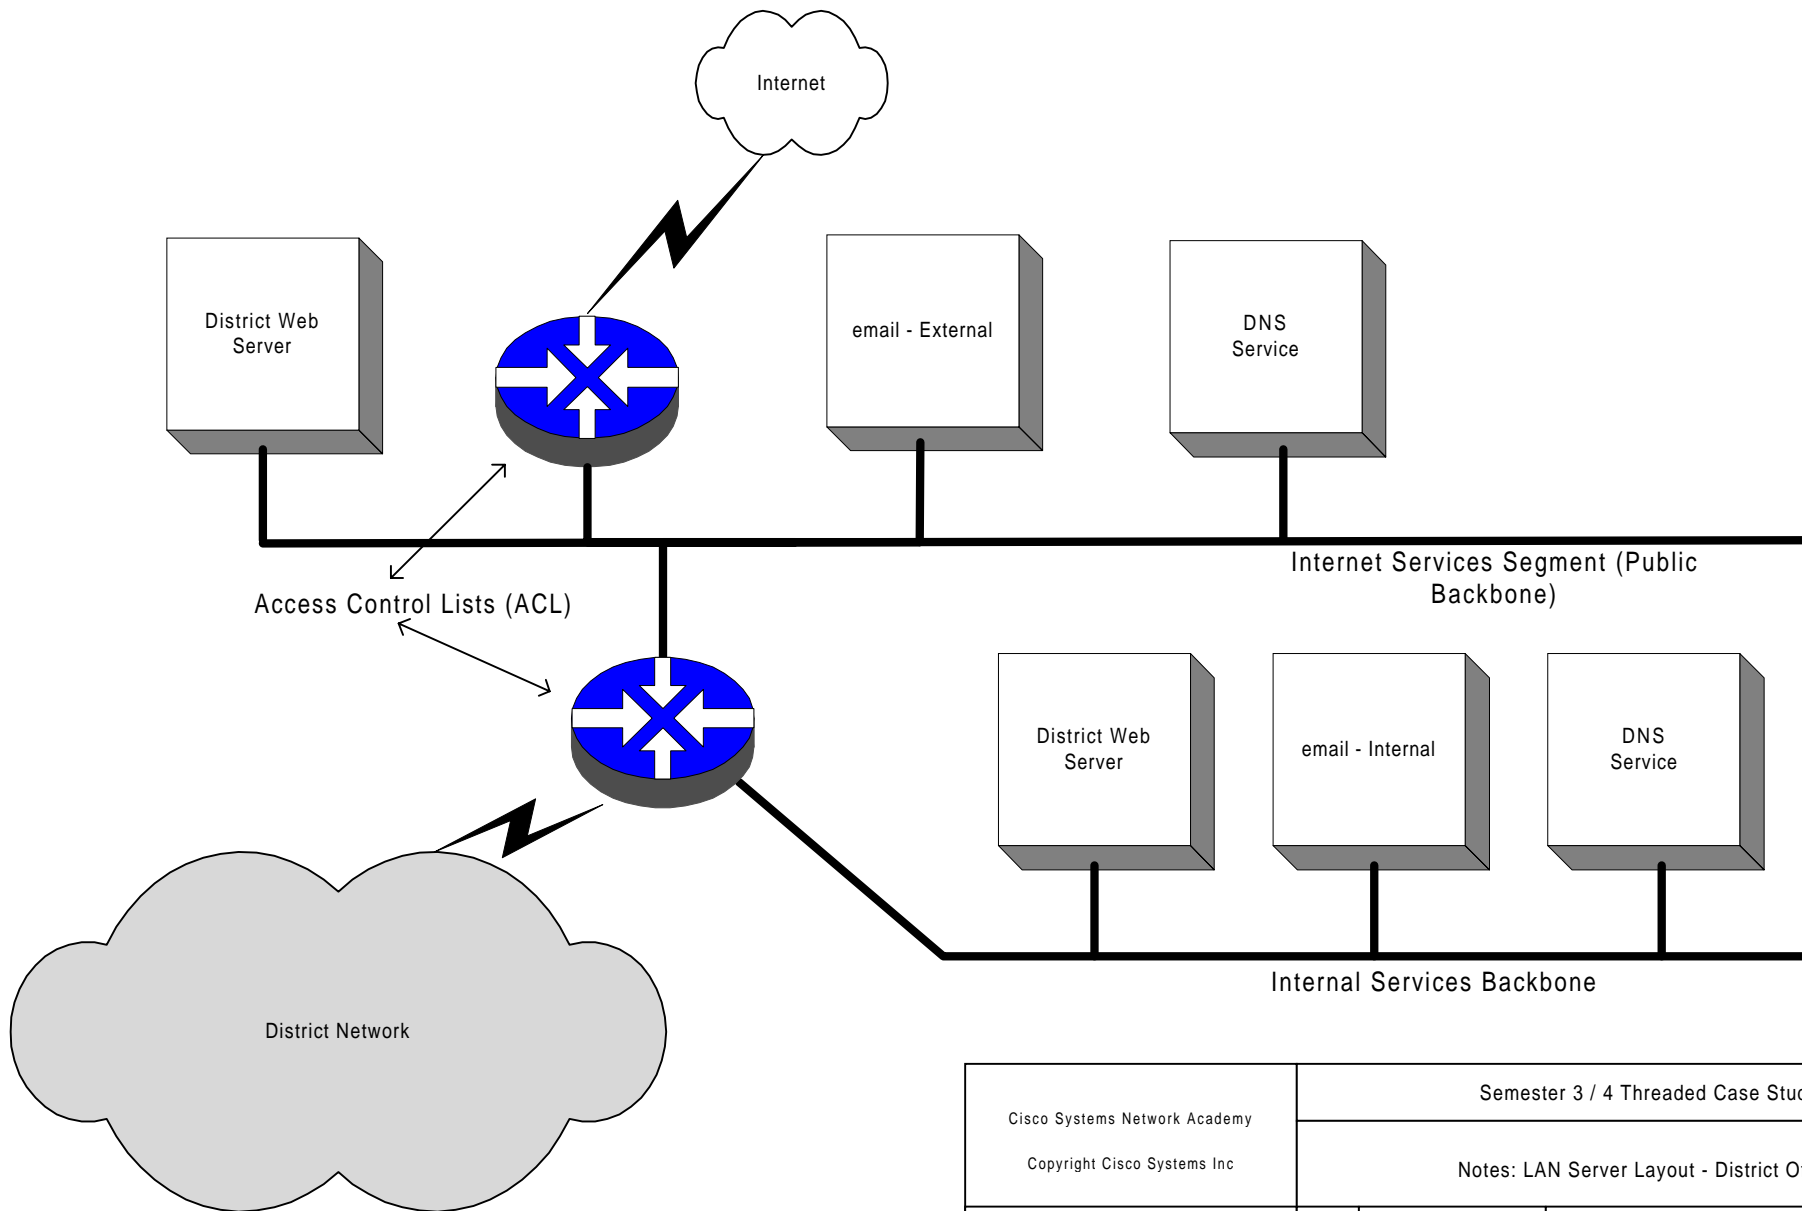 Internet
District Web
Server
email - External
DNS
Service
Internet Services Segment (Public
Backbone)
Access Control Lists (ACL)
District Web
Server
email - Internal
DNS
Service
Internal Services Backbone
District Network
Cisco Systems Network Academy
Copyright Cisco Systems Inc
Semester 3 / 4 Threaded Case
Notes: LAN Server Layout - District